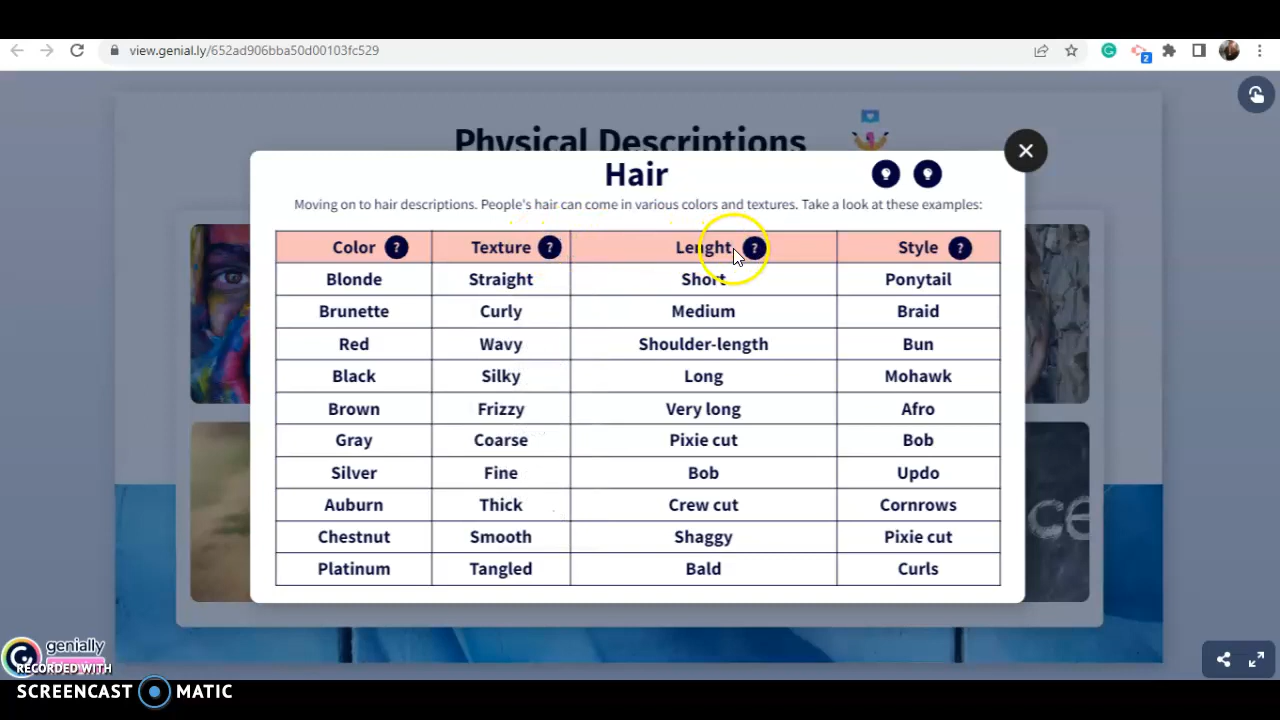 view.genial.ly/652ad906bba50d00103fc529
2
Physical Descriptions
Hair
Moving on to hair descriptions. People's hair can come in various colors and textures. Take a look at these examples:
Color ? Texture ? Lenght ? Style ?
Blonde Straight Short Ponytail
Brunette Curly Medium Braid
Red Wavy Shoulder-length Bun
Black Silky Long Mohawk
Brown Frizzy Very long Afro
Gray Coarse Pixie cut Bob
Silver Fine Bob Updo
Auburn Thick Crew cut Cornrows
Chestnut Smooth Shaggy Pixie cut
Platinum Tangled Bald Curls
genially
RECORDED WITH
SCREENCAST MATIC